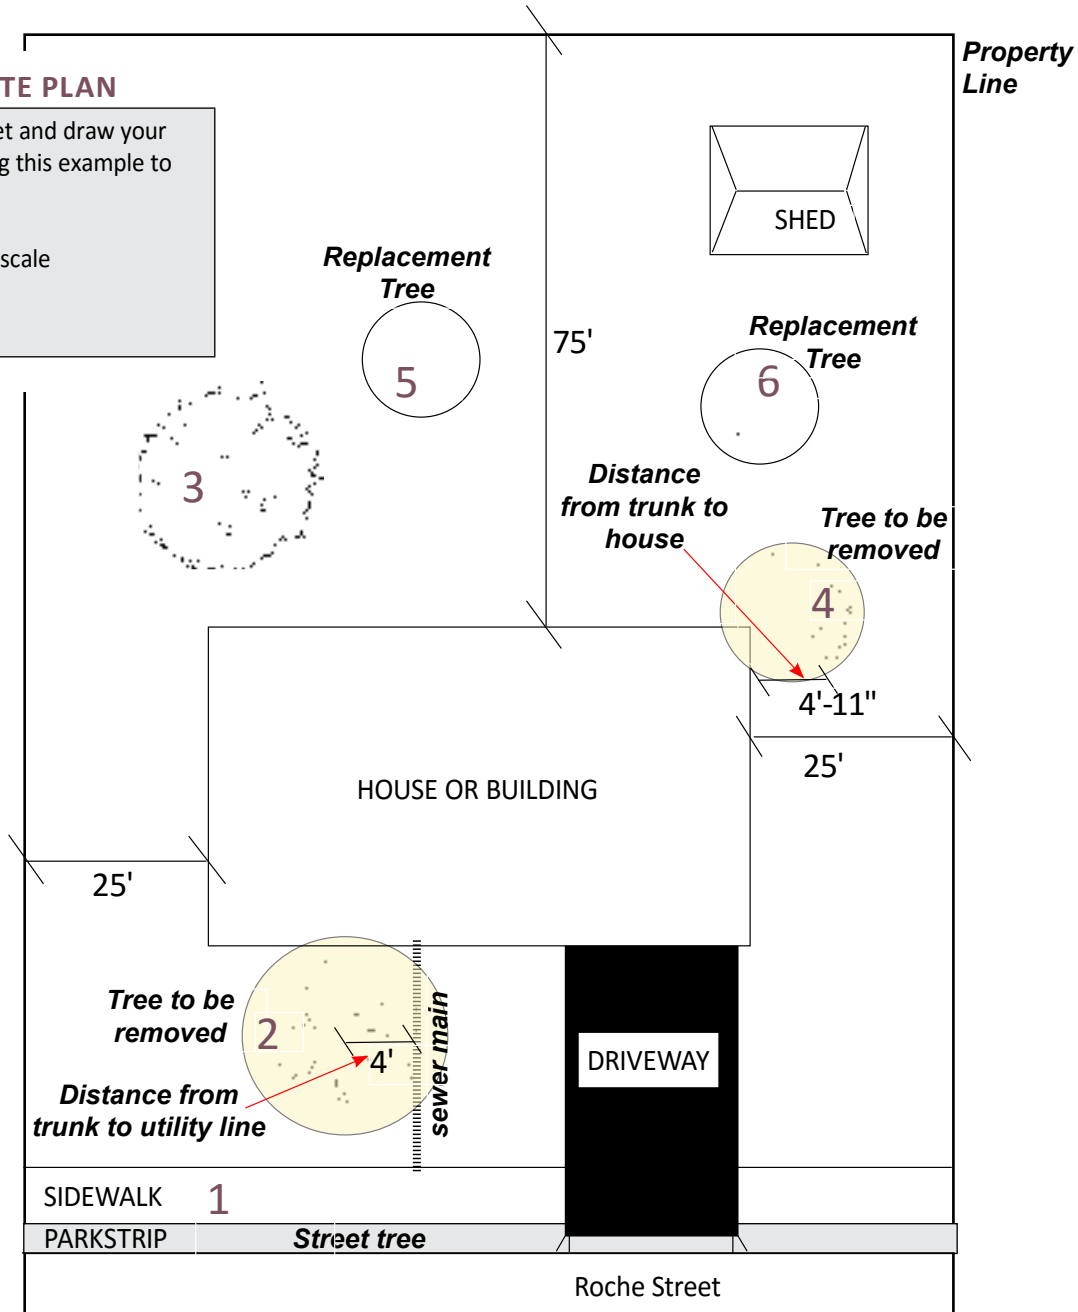 Property
Line
TE PLAN
et and draw your
g this example to
scale
SHED
Replacement
Tree
75'
Replacement
Tree
5
6
3
Distance
from trunk to
house
Tree to be
removed
4
4'-11"
25'
HOUSE OR BUILDING
25'
Tree to be
removed
2
4'
sewer main
DRIVEWAY
Distance from
trunk to utility line
SIDEWALK
1
PARKSTRIP
Street tree
Roche Street